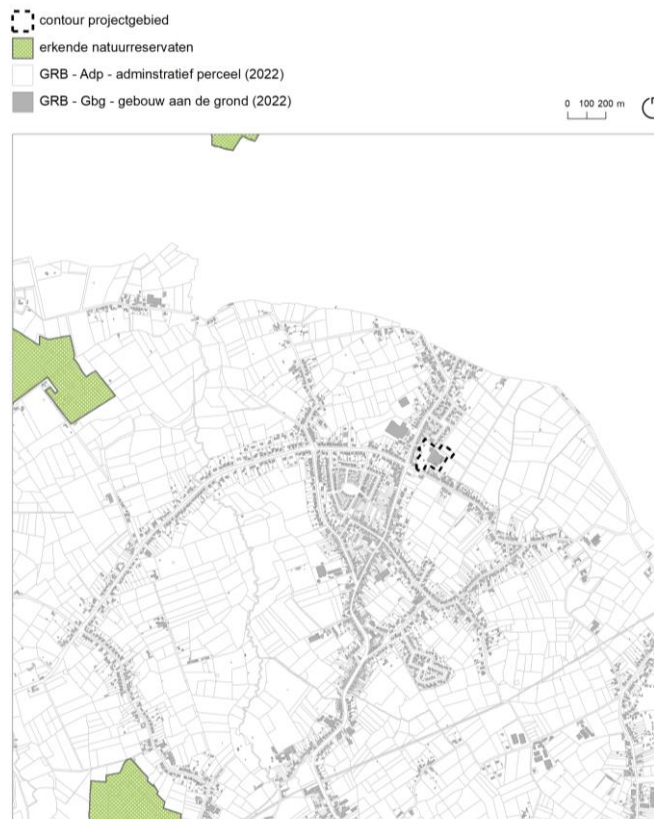 contour projectgebied
erkende natuurreservaten
GRB - Adp - adminstratief perceel (2022)
GRB - Gbg - gebouw aan de grond (2022)
0 100 200 m